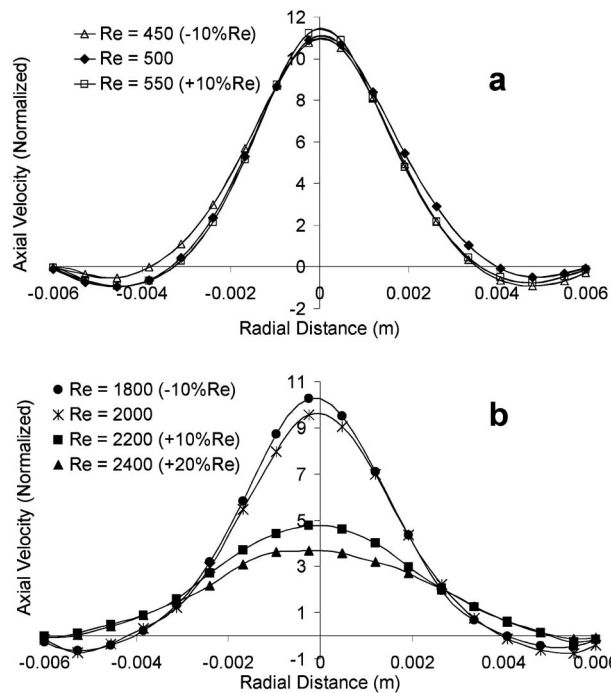 Axial Velocity (Normalized)
Re = 450 (-10%Re)
Re = 500
Re = 550 (+10%Re)
a
12
10
8
6
4
2
0
-2
-0.006
-0.004
-0.002
0
0.002
0.004
0.006
Radial Distance (m)
Axial Velocity (Normalized)
Re = 1800 (-10%Re)
Re = 2000
Re = 2200 (+10%Re)
Re = 2400 (+20%Re)
b
11
9
7
5
3
1
-1
-0.006
-0.004
-0.002
0
0.002
0.004
0.006
Radial Distance (m)